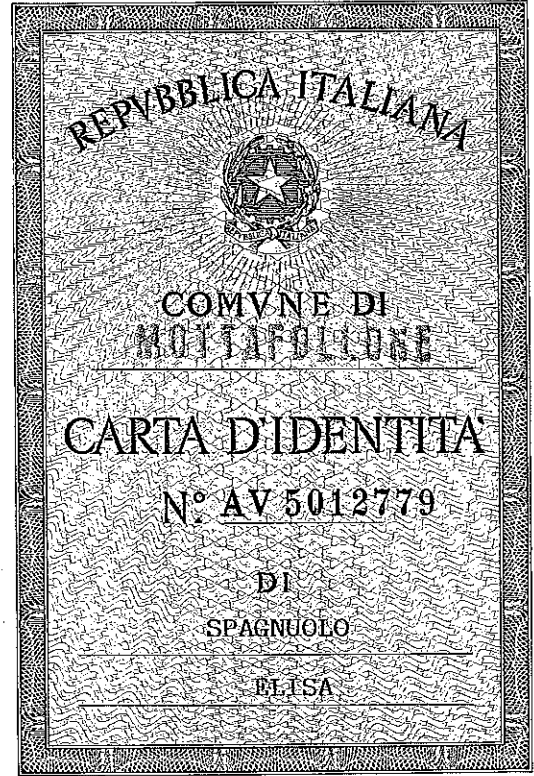 REPVBBLICA ITALIANA
COMVNE DI
MOTTAFOLLONE
CARTA D'IDENTITA'
N° AV 5012779
DI
SPAGNUOLO
ELISA